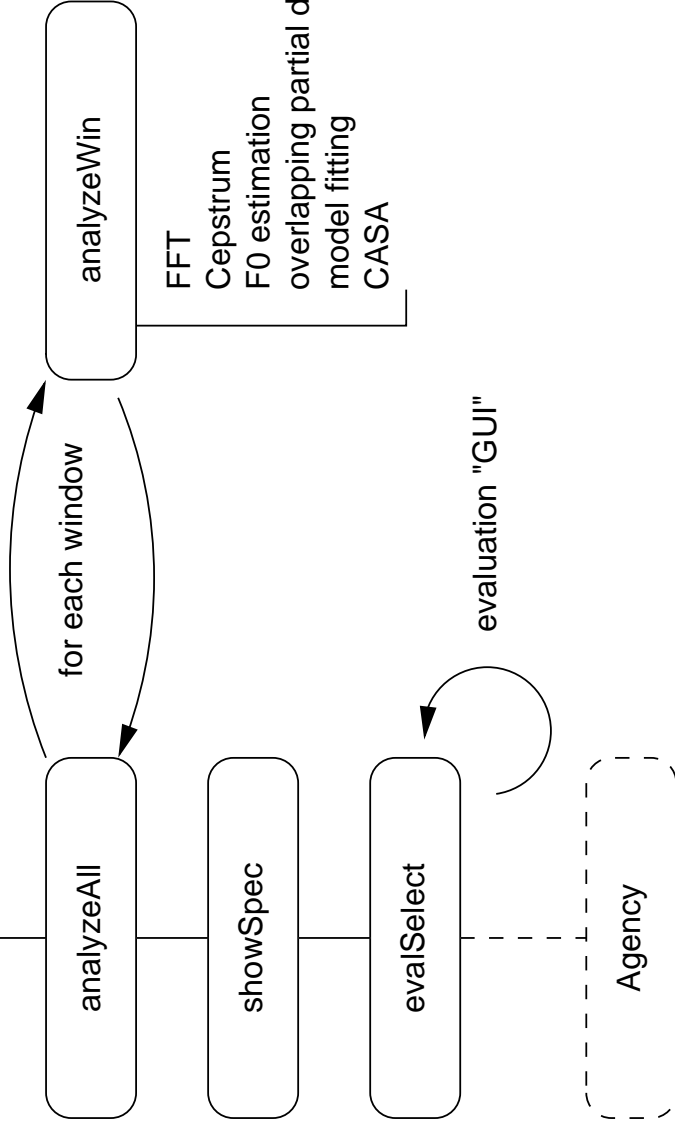 analyzeAll
for each window
analyzeWin
FFT
Cepstrum
F0 estimation
overlapping partial
model fitting
CASA
showSpec
evalSelect
evaluation "GUI"
Agency